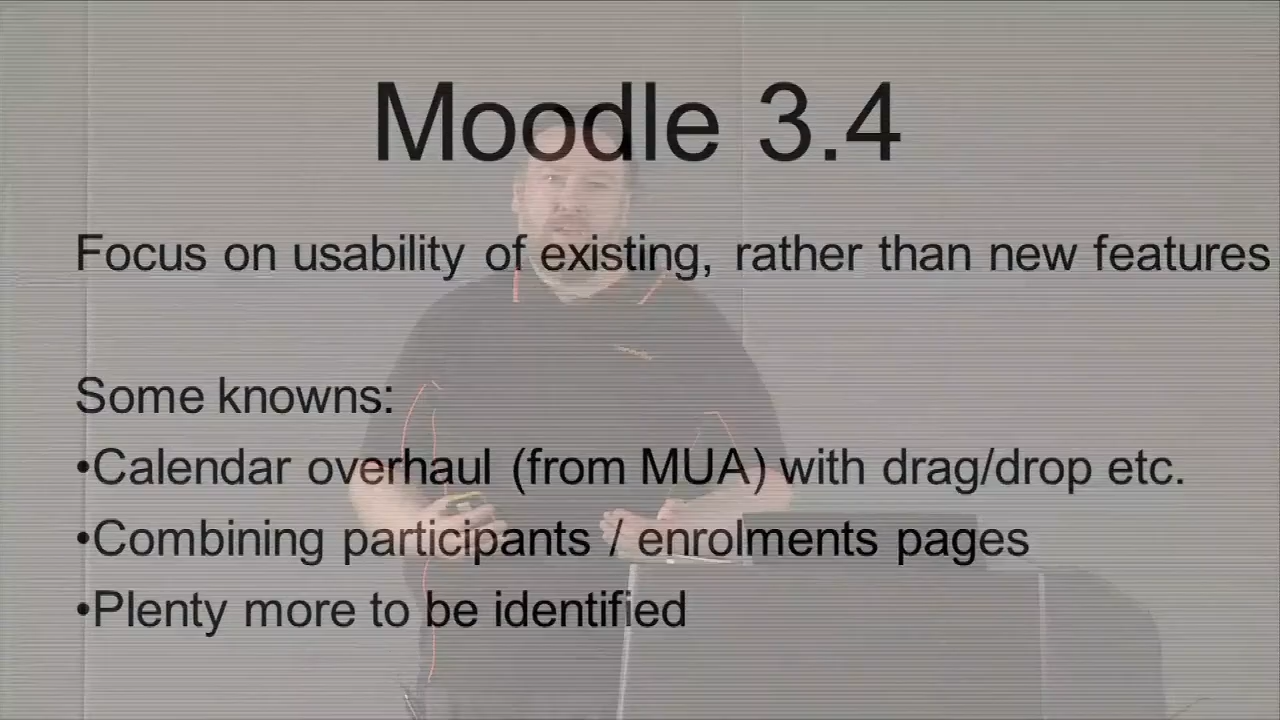 Moodle 3.4
Focus on usability of existing, rather than new features
Some knowns:
•Calendar overhaul (from MUA) with drag/drop etc.
•Combining participants / enrolments pages
•Plenty more to be identified